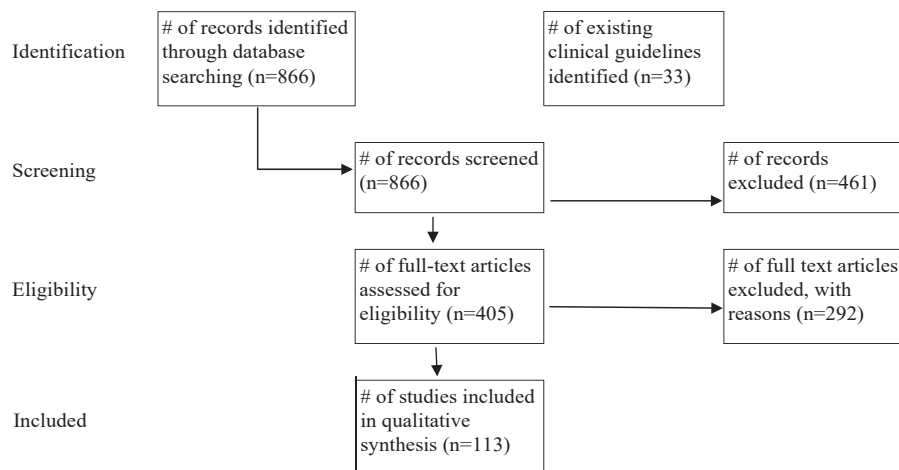 Identification
# of records identified
through database
searching (n=866)
# of existing
clinical guidelines
identified (n=33)
Screening
# of records screened
(n=866)
# of records
excluded (n=461)
Eligibility
# of full-text articles
assessed for
eligibility (n=405)
# of full text articles
excluded, with
reasons (n=292)
Included
# of studies included
in qualitative
synthesis (n=113)